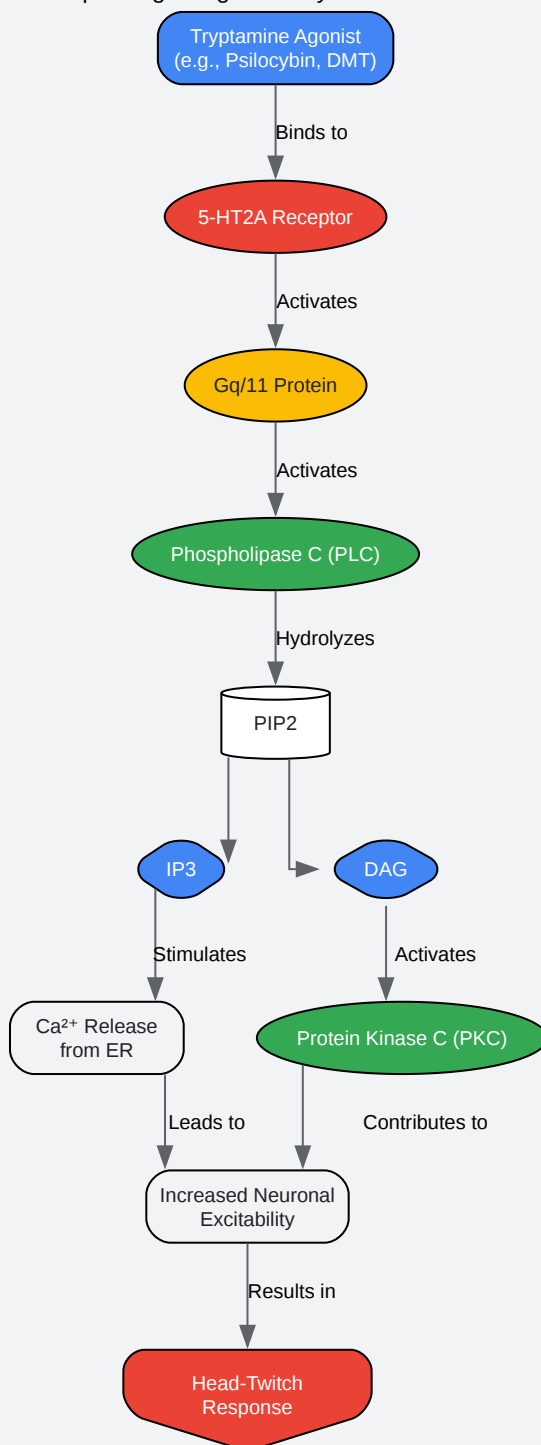 Tryptamine Agonist
(e.g., Psilocybin, DMT)
Binds to
5-HT2A Receptor
Activates
Gq/11 Protein
Activates
Phospholipase C (PLC)
Hydrolyzes
PIP2
IP3
DAG
Stimulates
Activates
Ca²⁺ Release
from ER
Protein Kinase C (PKC)
Leads to
Contributes to
Increased Neuronal
Excitability
Results in
Head-Twitch
Response